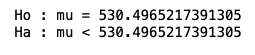 Ho : mu = 530.4965217391305
Ha : mu < 530.4965217391305